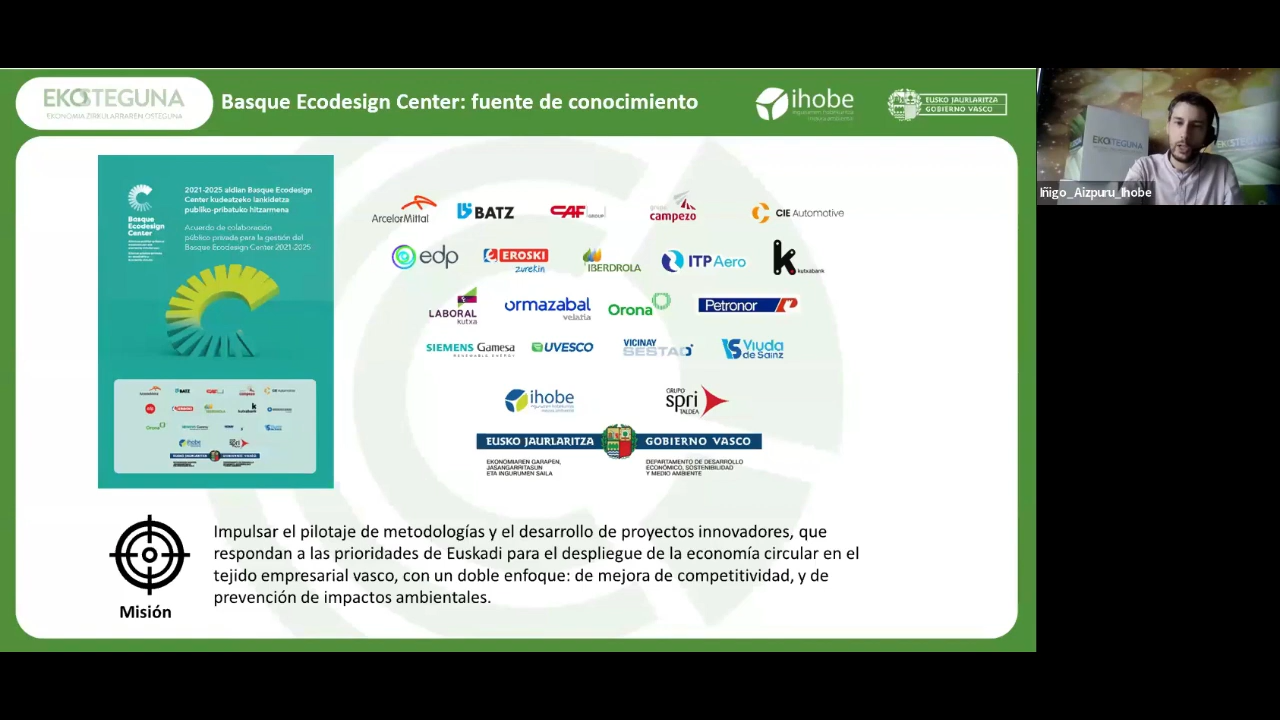 EKOSTEGUNA
EKONOMIA ZIRKULARRAREN OSTEGUNA
Basque Ecodesign Center: fuente de conocimiento
ihobe
EUSKO JAURLARITZA
GOBIERNO VASCO
EKOSTEGUNA
Iñigo_Aizpuru_Ihobe
Basque
Ecodesign
Center
2021-2025 aldian Basque Ecodesign
Center kudeatzeko lankidetza
publiko-pribatuko hitzarmena
Acuerdo de colaboración
público privada para la gestión del
Basque Ecodesign Center 2021-2025
ArcelorMittal
BATZ
CAF GROUP
grupo
campezo
CIE Automotive
edp
EROSKI
zurekin
IBERDROLA
ITP Aero
k
kutxabank
LABORAL
kutxa
ormazabal
velatia
Orona
Petronor
SIEMENS Gamesa
RENEWABLE ENERGY
UVESCO
VICINAY
SESTAO
Viuda
de Sainz
ihobe
GRUPO
spri
TALDEA
EUSKO JAURLARITZA
GOBIERNO VASCO
EKONOMIAREN GARAPEN,
JASANGARRITASUN
ETA INGURUMEN SAILA
DEPARTAMENTO DE DESARROLLO
ECONÓMICO, SOSTENIBILIDAD
Y MEDIO AMBIENTE
Misión
Impulsar el pilotaje de metodologías y el desarrollo de proyectos innovadores, que
respondan a las prioridades de Euskadi para el despliegue de la economía circular en el
tejido empresarial vasco, con un doble enfoque: de mejora de competitividad, y de
prevención de impactos ambientales.